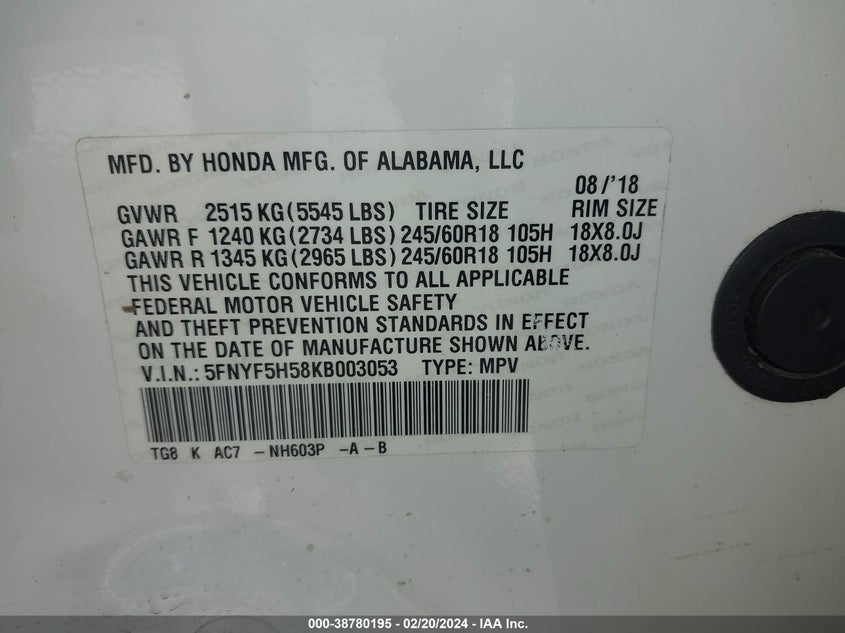 MFD. BY HONDA MFG. OF ALABAMA, LLC
08/'18
GVWR 2515 KG(5545 LBS) TIRE SIZE RIM SIZE
GAWR F 1240 KG(2734 LBS) 245/60R18 105H 18X8.0J
GAWR R 1345 KG(2965 LBS) 245/60R18 105H 18X8.0J
THIS VEHICLE CONFORMS TO ALL APPLICABLE
FEDERAL MOTOR VEHICLE SAFETY
AND THEFT PREVENTION STANDARDS IN EFFECT
ON THE DATE OF MANUFACTURE SHOWN ABOVE.
V.I.N.: 5FNYF5H58KB003053 TYPE: MPV
TG8 K AC7 -NH603P -A-B
000-38780195 - 02/20/2024 - IAA Inc.